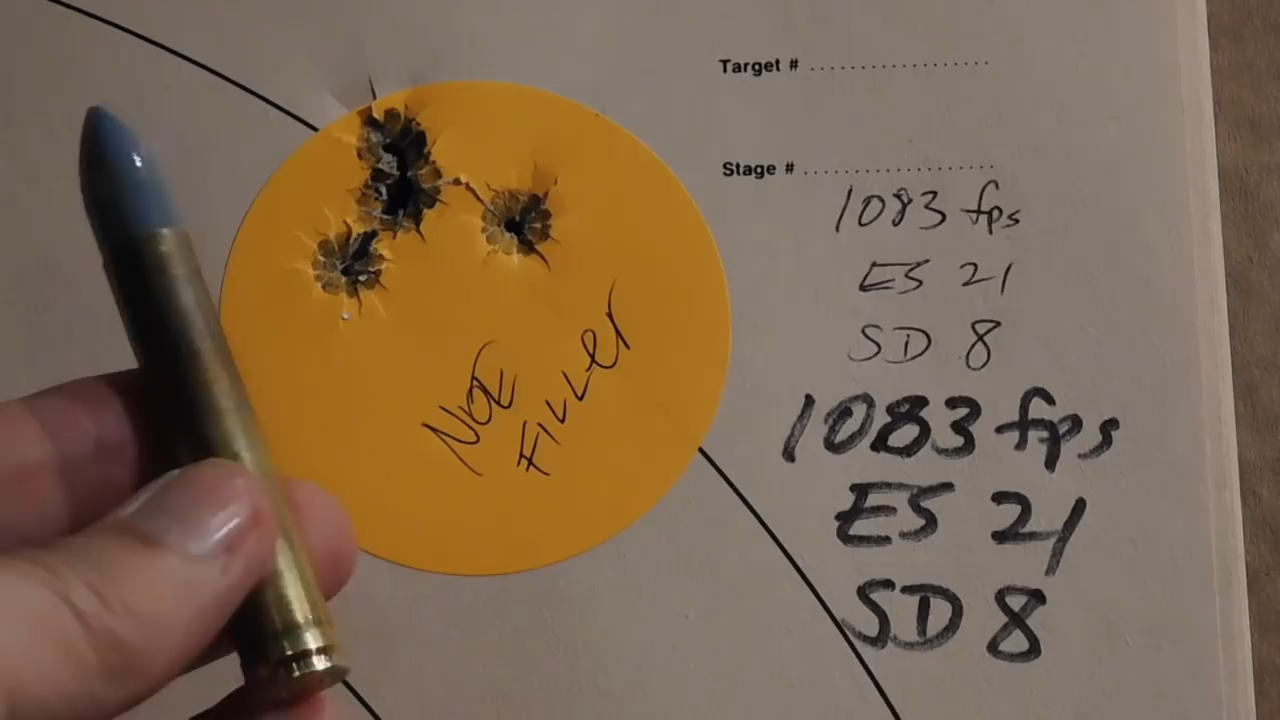 Target # ..................
Stage # ...................
1083 fps
ES 21
SD 8
1083 fps
ES 21
SD 8
NOE
FILLer